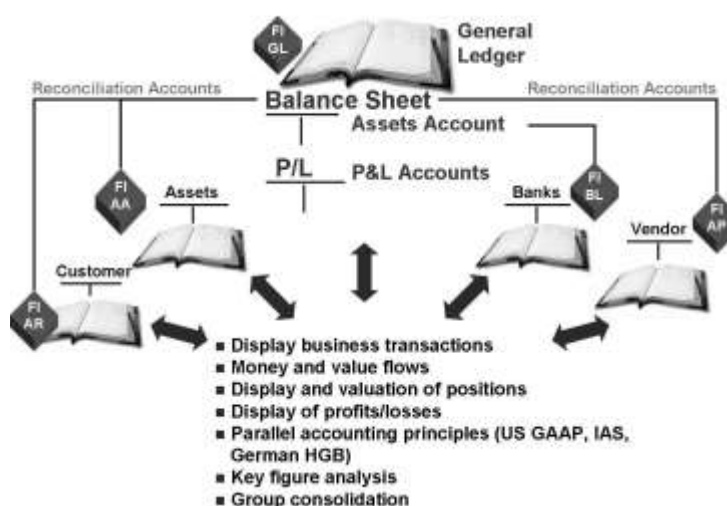 FI
GL
General
Ledger
Reconciliation Accounts
Reconciliation Accounts
Balance Sheet
Assets Account
P/L
P&L Accounts
FI
AA
Assets
Banks
FI
BL
FI
AP
Vendor
Customer
FI
AR
■ Display business transactions
■ Money and value flows
■ Display and valuation of positions
■ Display of profits/losses
■ Parallel accounting principles (US GAAP, IAS,
German HGB)
■ Key figure analysis
■ Group consolidation